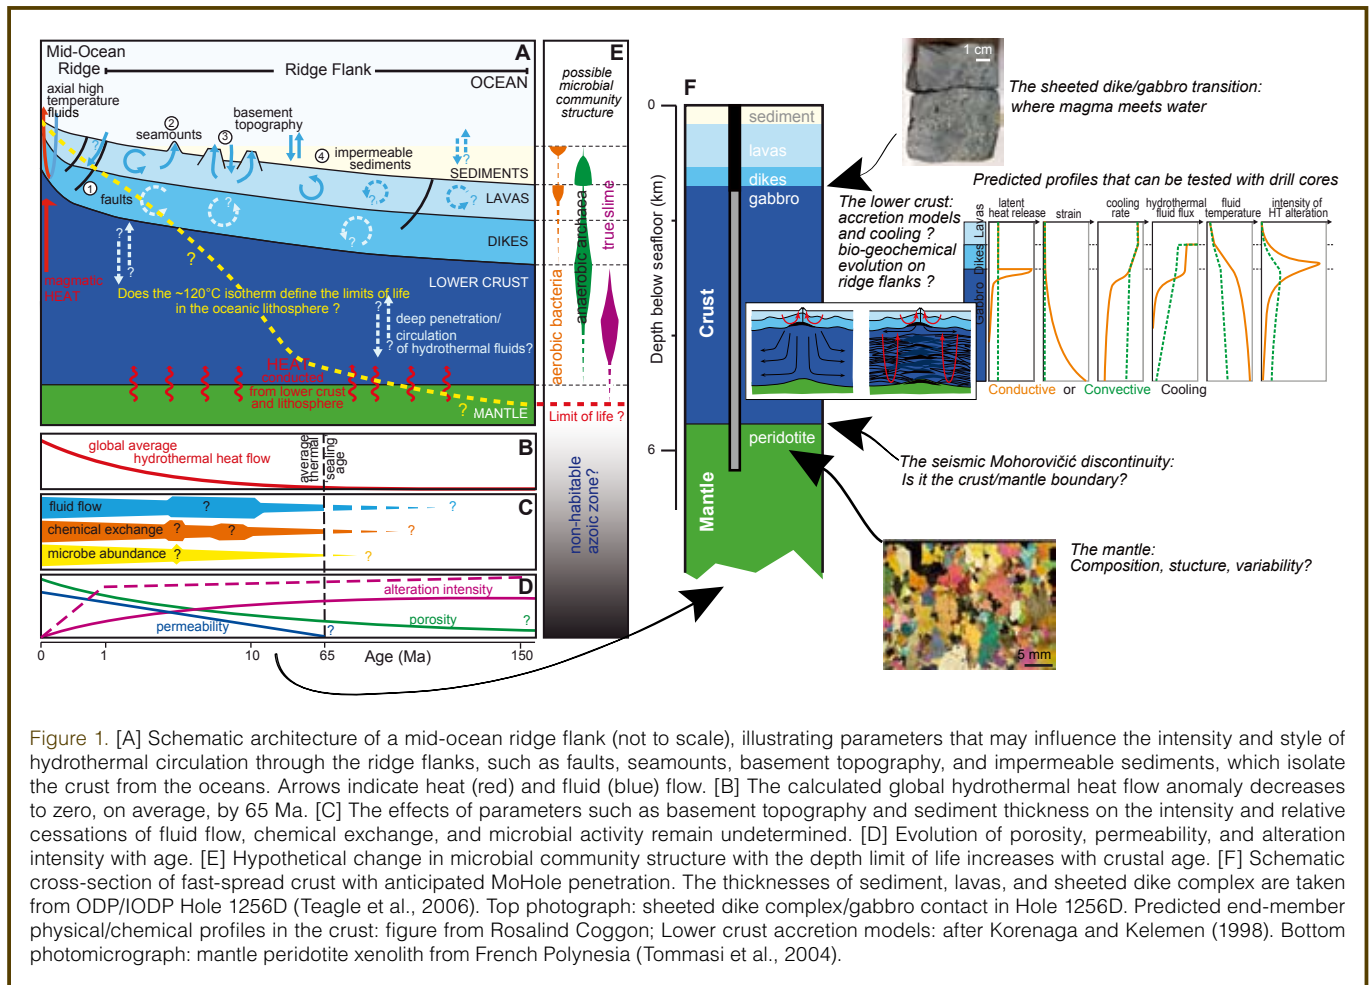 Mid-Ocean
Ridge
Ridge Flank
A
OCEAN
axial high
temperature
fluids
2
seamounts
3
basement
topography
4
impermeable
sediments
?
?
SEDIMENTS
1
faults
LAVAS
?
?
?
?
DIKES
?
?
?
LOWER CRUST
magmatic
HEAT
Does the ~120°C isotherm define the limits of life
in the oceanic lithosphere ?
?
?
?
?
deep penetration/
circulation
of hydrothermal fluids?
HEAT
conducted
from lower crust
and lithosphere
?
MANTLE
E
possible
microbial
community
structure
aerobic bacteria
anaerobic archaea
true slime
Limit of life ?
non-habitable
azoic zone?
global average
hydrothermal heat flow
average
thermal
sealing
age
B
fluid flow
?
?
C
chemical exchange
?
?
?
microbe abundance
?
?
alteration intensity
D
permeability
?
porosity
?
0
1
10
65
Age (Ma)
150
F
0
6
Depth below seafloor (km)
sediment
lavas
dikes
gabbro
Crust
peridotite
Mantle
1 cm
The sheeted dike/gabbro transition:
where magma meets water
Predicted profiles that can be tested with drill cores
The lower crust:
accretion models
and cooling ?
bio-geochemical
evolution on
ridge flanks ?
latent
heat release
strain
cooling
rate
hydrothermal
fluid flux
fluid
temperature
intensity of
HT alteration
Lavas
Dikes
Gabbro
Conductive or Convective Cooling
The seismic Mohorovičić discontinuity:
Is it the crust/mantle boundary?
The mantle:
Composition, stucture, variability?
5 mm
Figure 1. [A] Schematic architecture of a mid-ocean ridge flank (not to scale), illustrating parameters that may influence the intensity and style of
hydrothermal circulation through the ridge flanks, such as faults, seamounts, basement topography, and impermeable sediments, which isolate
the crust from the oceans. Arrows indicate heat (red) and fluid (blue) flow. [B] The calculated global hydrothermal heat flow anomaly decreases
to zero, on average, by 65 Ma. [C] The effects of parameters such as basement topography and sediment thickness on the intensity and relative
cessations of fluid flow, chemical exchange, and microbial activity remain undetermined. [D] Evolution of porosity, permeability, and alteration
intensity with age. [E] Hypothetical change in microbial community structure with the depth limit of life increases with crustal age. [F] Schematic
cross-section of fast-spread crust with anticipated MoHole penetration. The thicknesses of sediment, lavas, and sheeted dike complex are taken
from ODP/IODP Hole 1256D (Teagle et al., 2006). Top photograph: sheeted dike complex/gabbro contact in Hole 1256D. Predicted end-member
physical/chemical profiles in the crust: figure from Rosalind Coggon; Lower crust accretion models: after Korenaga and Kelemen (1998). Bottom
photomicrograph: mantle peridotite xenolith from French Polynesia (Tommasi et al., 2004).